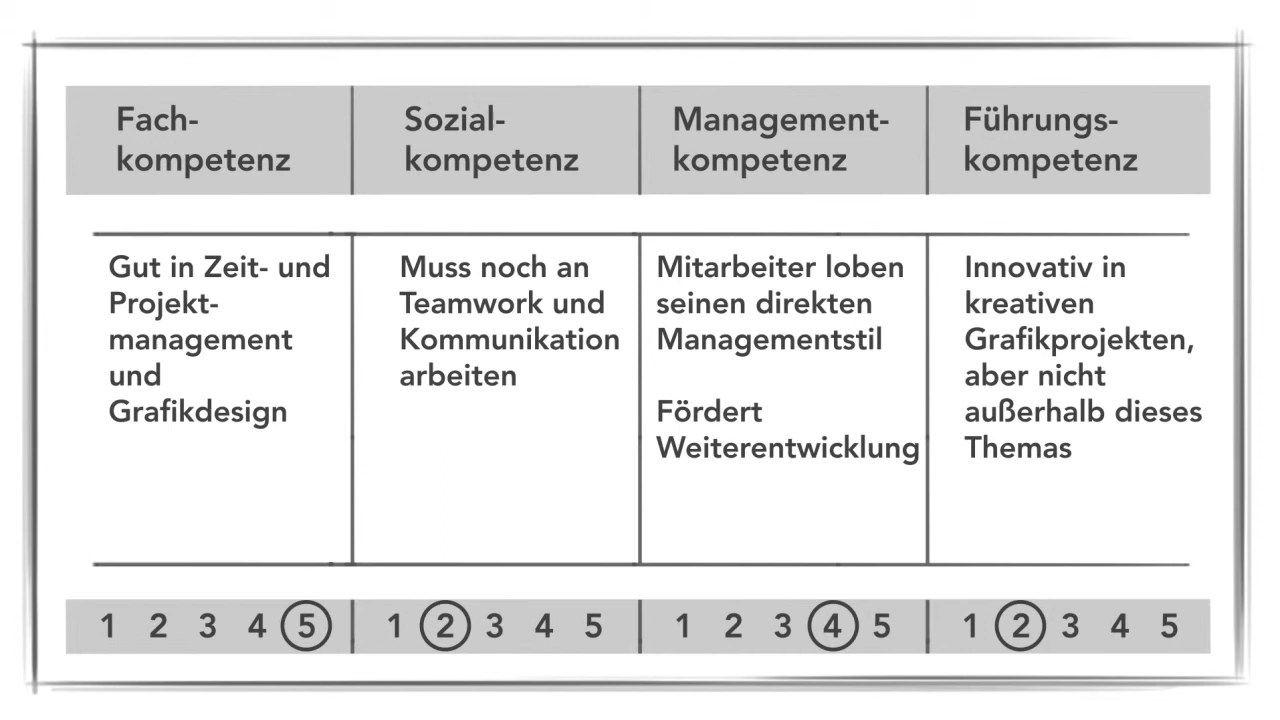 Fach-
kompetenz
Sozial-
kompetenz
Management-
kompetenz
Führungs-
kompetenz
Gut in Zeit- und
Projekt-
management
und
Grafikdesign
Muss noch an
Teamwork und
Kommunikation
arbeiten
Mitarbeiter loben
seinen direkten
Managementstil
Fördert
Weiterentwicklung
Innovativ in
kreativen
Grafikprojekten,
aber nicht
außerhalb dieses
Themas
1 2 3 4 5
1 2 3 4 5
1 2 3 4 5
1 2 3 4 5